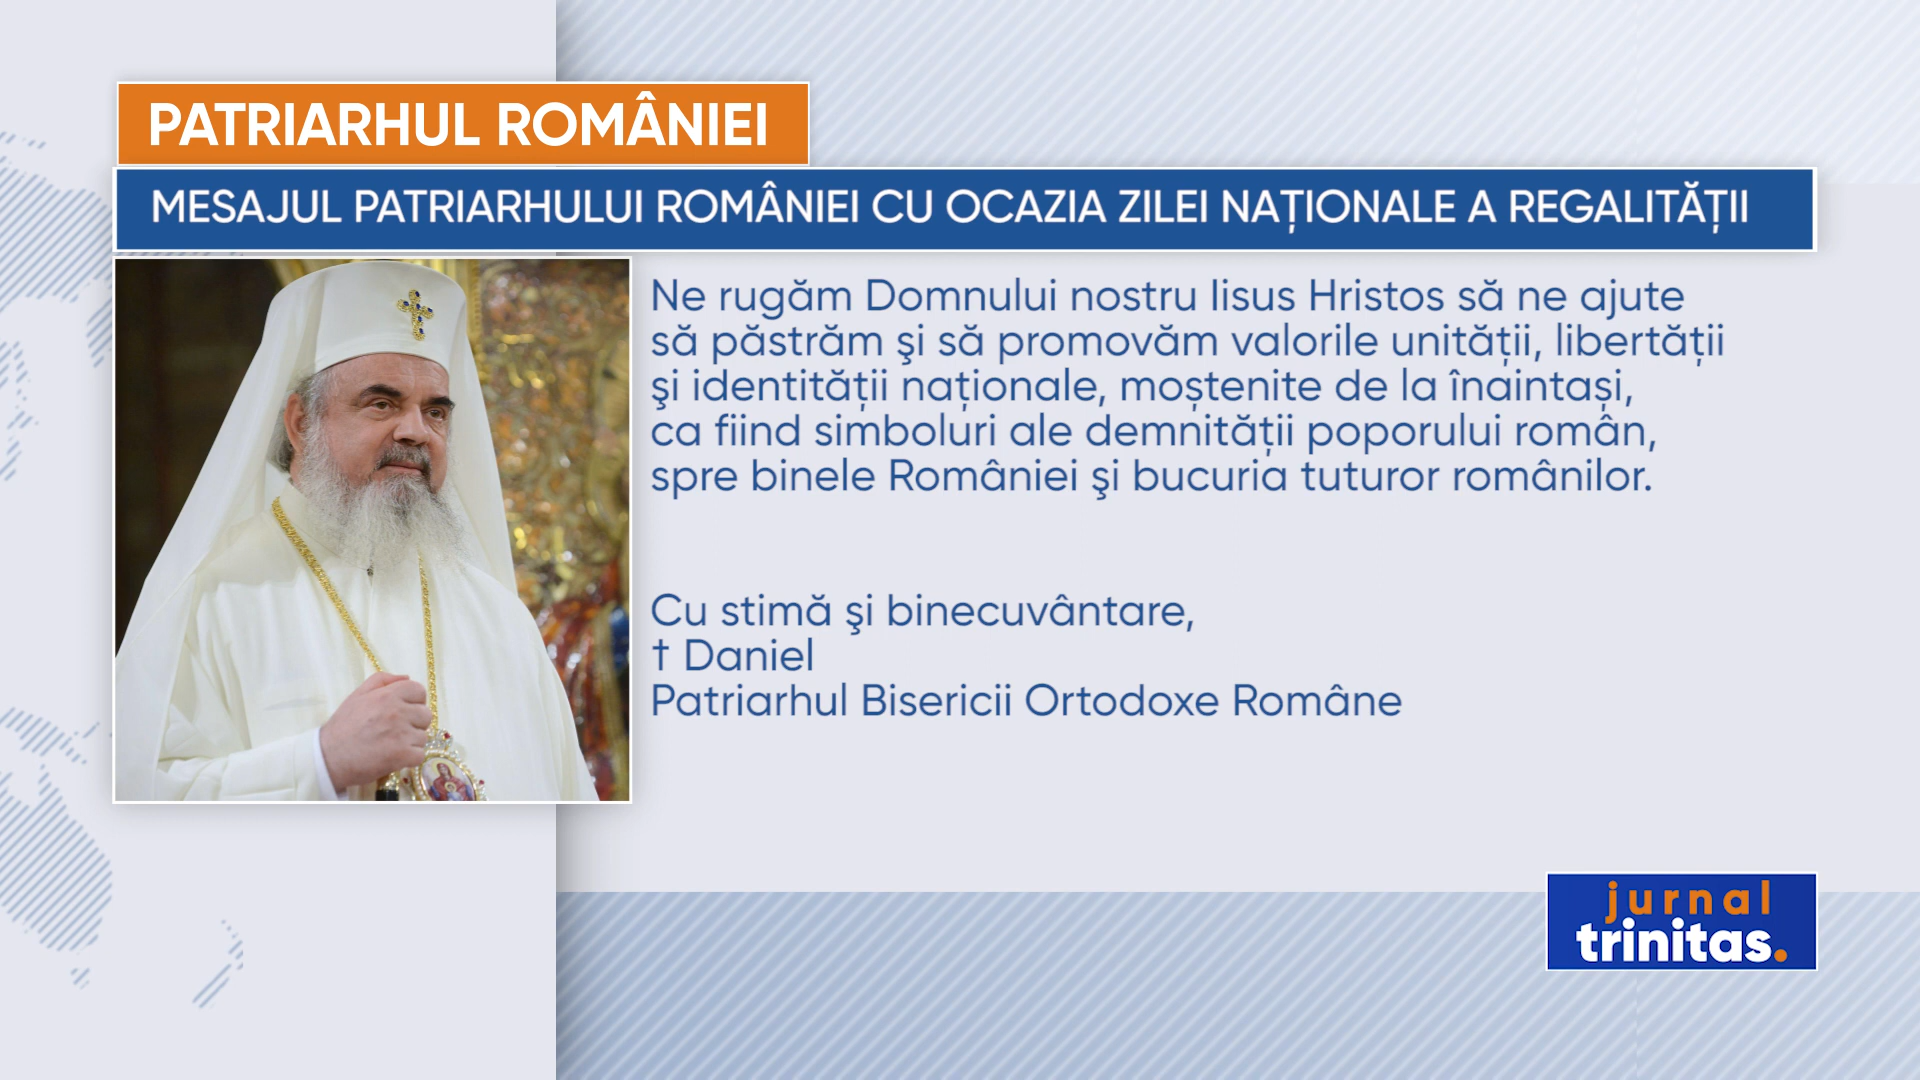 PATRIARHUL ROMÂNIEI
MESAJUL PATRIARHULUI ROMÂNIEI CU OCAZIA ZILEI NAȚIONALE A REGALITĂȚII
Ne rugăm Domnului nostru Iisus Hristos să ne ajute
să păstrăm şi să promovăm valorile unității, libertății
şi identității naționale, moștenite de la înaintași,
ca fiind simboluri ale demnității poporului român,
spre binele României şi bucuria tuturor românilor.
Cu stimă şi binecuvântare,
† Daniel
Patriarhul Bisericii Ortodoxe Române
jurnal
trinitas.